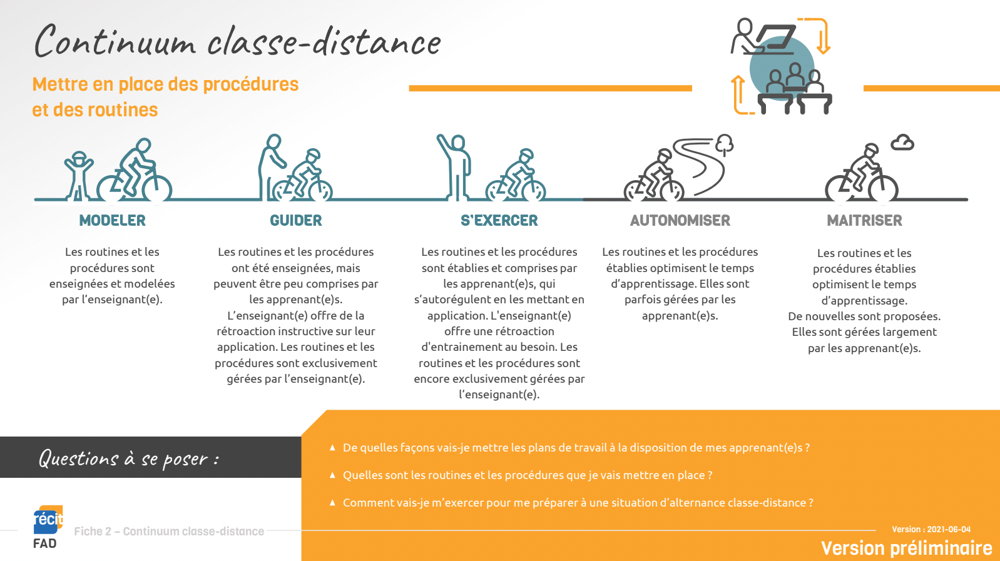 Continuum classe-distance
Mettre en place des procédures
et des routines
MODELER
Les routines et les
procédures sont
enseignées et modelées
par l’enseignant(e).
GUIDER
Les routines et les procédures
ont été enseignées, mais
peuvent être peu comprises par
les apprenant(e)s.
L’enseignant(e) offre de la
rétroaction instructive sur leur
application. Les routines et les
procédures sont exclusivement
gérées par l’enseignant(e).
S’EXERCER
Les routines et les procédures
sont établies et comprises par
les apprenant(e)s, qui
s’autorégulent en les mettant en
application. L'enseignant(e)
offre une rétroaction
d'entrainement au besoin. Les
routines et les procédures sont
encore exclusivement gérées par
l’enseignant(e).
AUTONOMISER
Les routines et les procédures
établies optimisent le temps
d’apprentissage. Elles sont
parfois gérées par les
apprenant(e)s.
MAITRISER
Les routines et les
procédures établies
optimisent le temps
d’apprentissage.
De nouvelles sont proposées.
Elles sont gérées largement
par les apprenant(e)s.
Questions à se poser :
▲ De quelles façons vais-je mettre les plans de travail à la disposition de mes apprenant(e)s ?
▲ Quelles sont les routines et les procédures que je vais mettre en place ?
▲ Comment vais-je m’exercer pour me préparer à une situation d’alternance classe-distance ?
récit
FAD
Fiche 2 – Continuum classe-distance
Version : 2021-06-04
Version préliminaire